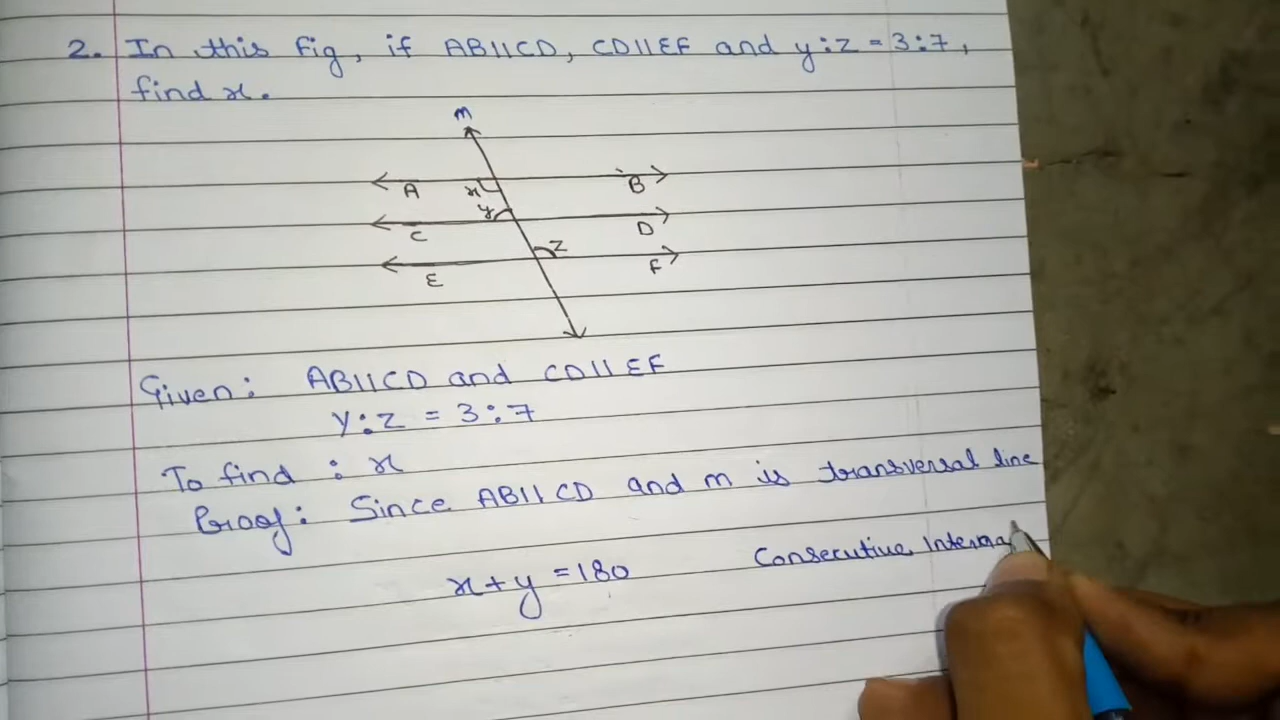 2. In this fig, if AB||CD, CD||EF and y:z = 3:7,
find x.
m
A
x
B
y
C
D
z
E
F
Given: AB||CD and CD||EF
y:z = 3:7
To find : x
Proof: Since AB||CD and m is transversal line
x + y = 180 Consecutive Interna